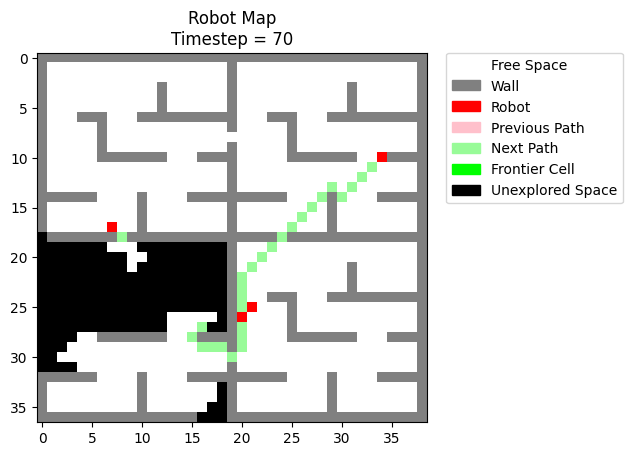 Robot Map
Timestep = 70
0
5
10
15
20
25
30
35
0
5
10
15
20
25
30
35
Free Space
Wall
Robot
Previous Path
Next Path
Frontier Cell
Unexplored Space